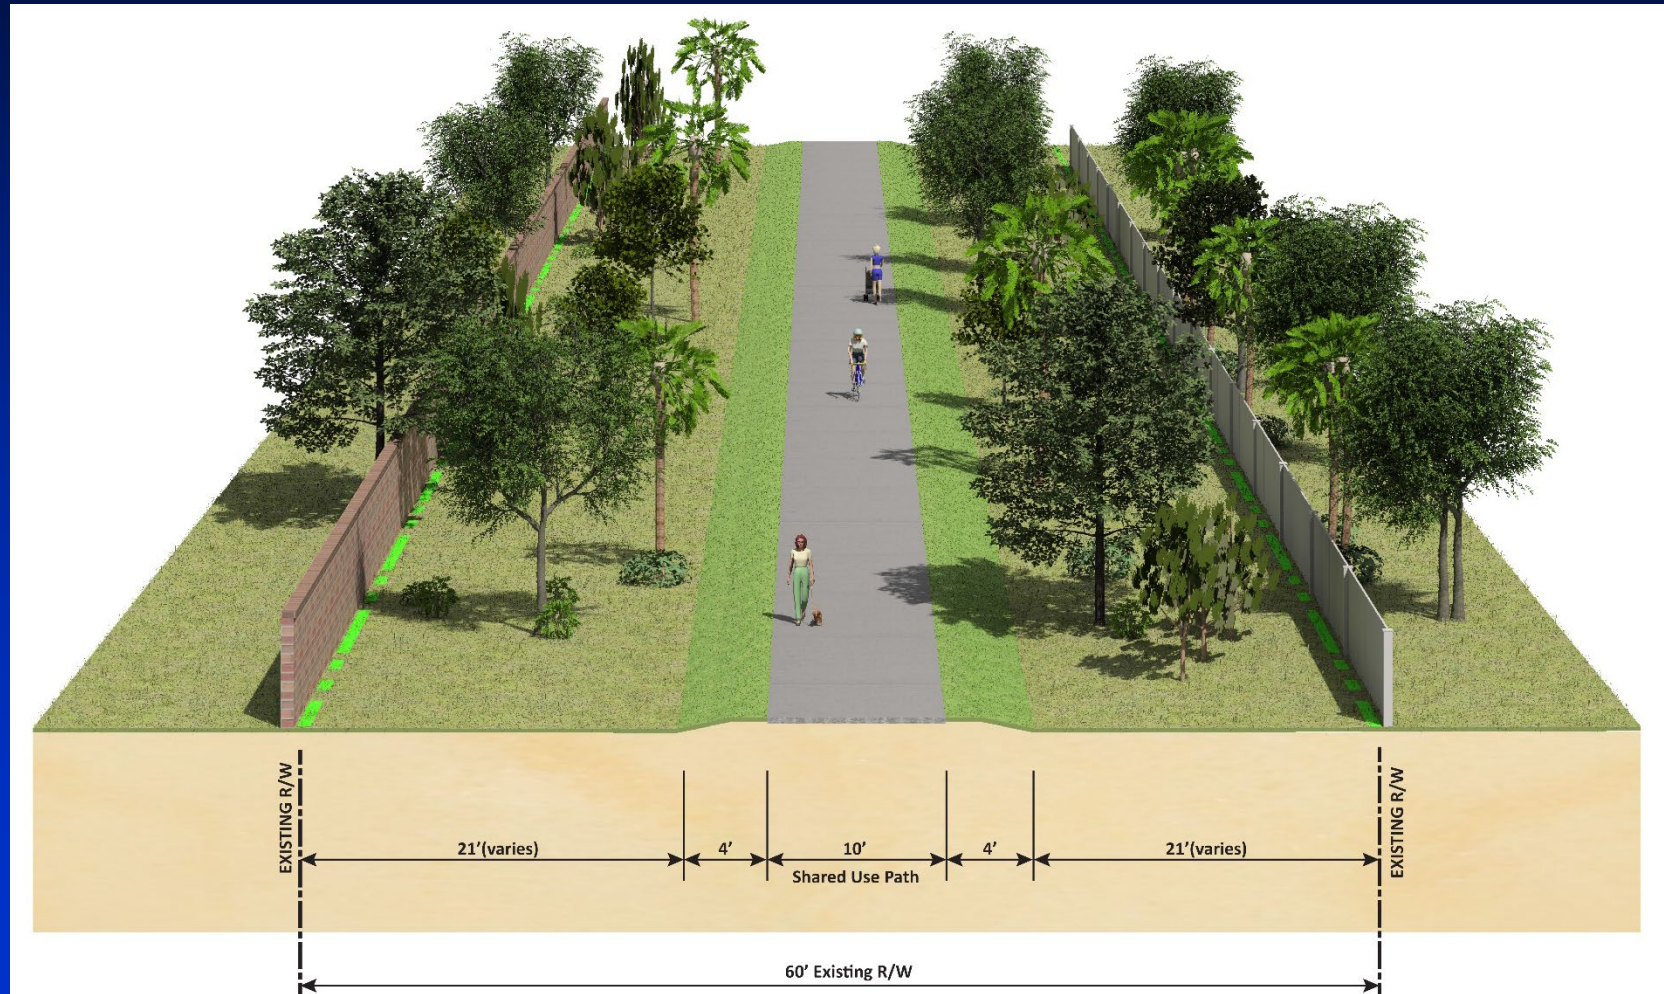 EXISTING R/W
21'(varies)
4'
10'
4'
21'(varies)
Shared Use Path
EXISTING R/W
60' Existing R/W